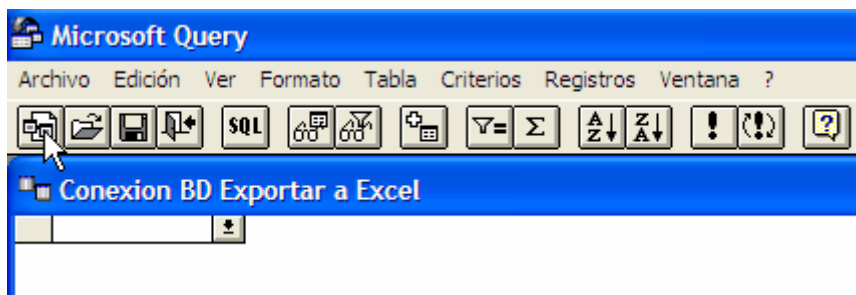 Microsoft Query
Archivo Edición Ver Formato Tabla Criterios Registros Ventana ?
SQL A Z Z A ! (!) ?
Conexion BD Exportar a Excel